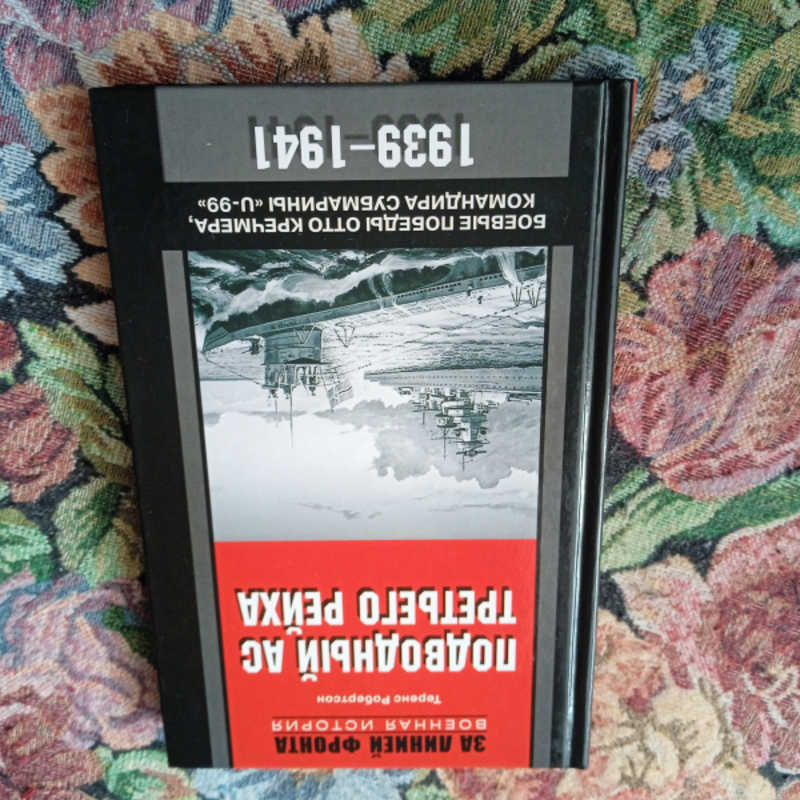 ЗА ЛИНИЕЙ ФРОНТА
ВОЕННАЯ ИСТОРИЯ
Теренс Робертсон
ПОДВОДНЫЙ АС
ТРЕТЬЕГО РЕЙХА
БОЕВЫЕ ПОБЕДЫ ОТТО КРЕЧМЕРА,
КОМАНДИРА СУБМАРИНЫ «U-99»
1939–1941